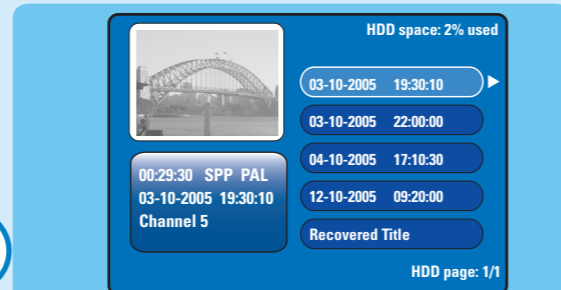 HDD space: 2% used
03-10-2005 19:30:10
03-10-2005 22:00:00
04-10-2005 17:10:30
12-10-2005 09:20:00
Recovered Title
00:29:30 SPP PAL
03-10-2005 19:30:10
Channel 5
HDD page: 1/1